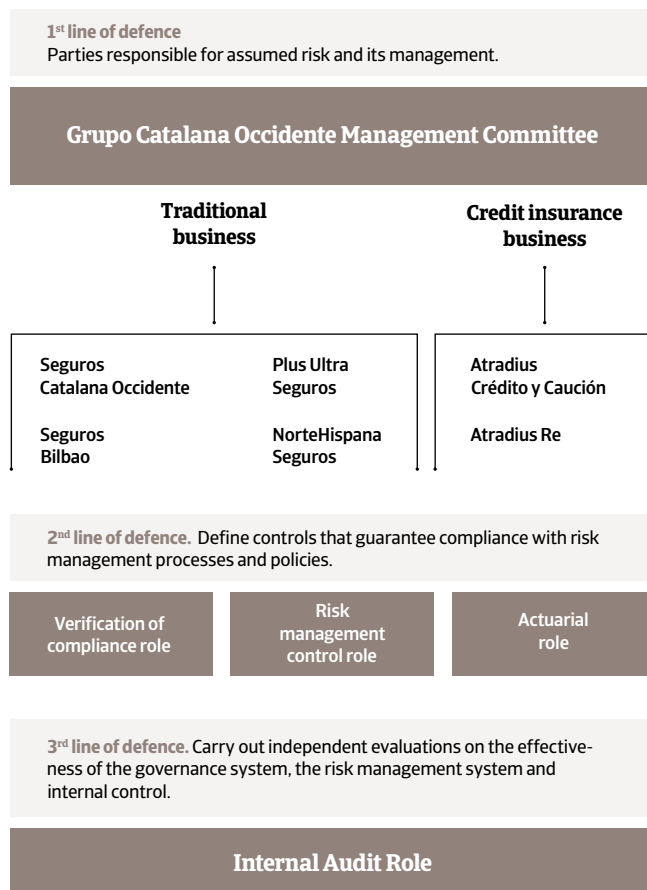 1st line of defence
Parties responsible for assumed risk and its management.
Grupo Catalana Occidente Management Committee
Traditional
business
Credit insurance
business
Seguros
Catalana Occidente
Plus Ultra
Seguros
Seguros
Bilbao
NorteHispana
Seguros
Atradius
Crédito y Caución
Atradius Re
2nd line of defence. Define controls that guarantee compliance with risk
management processes and policies.
Verification of
compliance role
Risk
management
control role
Actuarial
role
3rd line of defence. Carry out independent evaluations on the effective-
ness of the governance system, the risk management system and
internal control.
Internal Audit Role